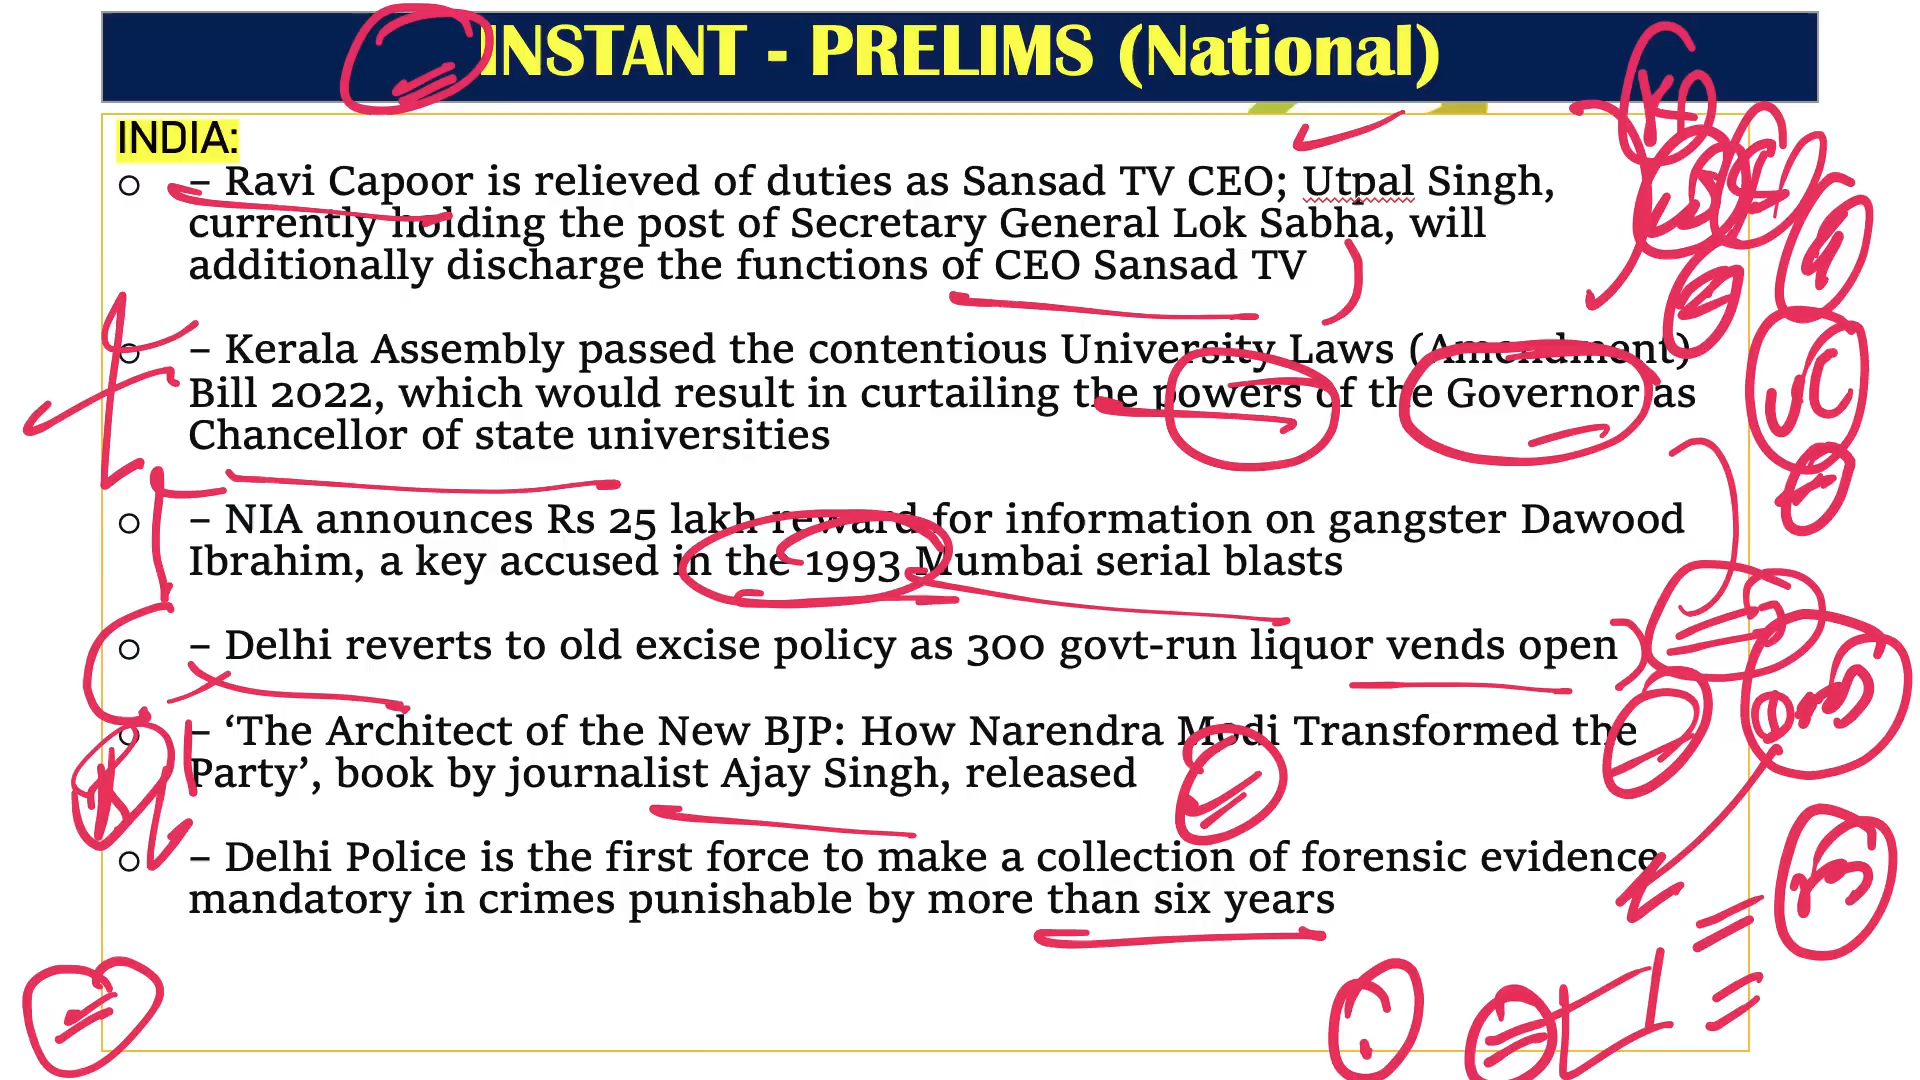 INSTANT - PRELIMS (National)
INDIA:
o – Ravi Capoor is relieved of duties as Sansad TV CEO; Utpal Singh,
currently holding the post of Secretary General Lok Sabha, will
additionally discharge the functions of CEO Sansad TV
o – Kerala Assembly passed the contentious University Laws (Amendment)
Bill 2022, which would result in curtailing the powers of the Governor as
Chancellor of state universities
o – NIA announces Rs 25 lakh reward for information on gangster Dawood
Ibrahim, a key accused in the 1993 Mumbai serial blasts
o – Delhi reverts to old excise policy as 300 govt-run liquor vends open
o – ‘The Architect of the New BJP: How Narendra Modi Transformed the
Party’, book by journalist Ajay Singh, released
o – Delhi Police is the first force to make a collection of forensic evidence
mandatory in crimes punishable by more than six years
VC